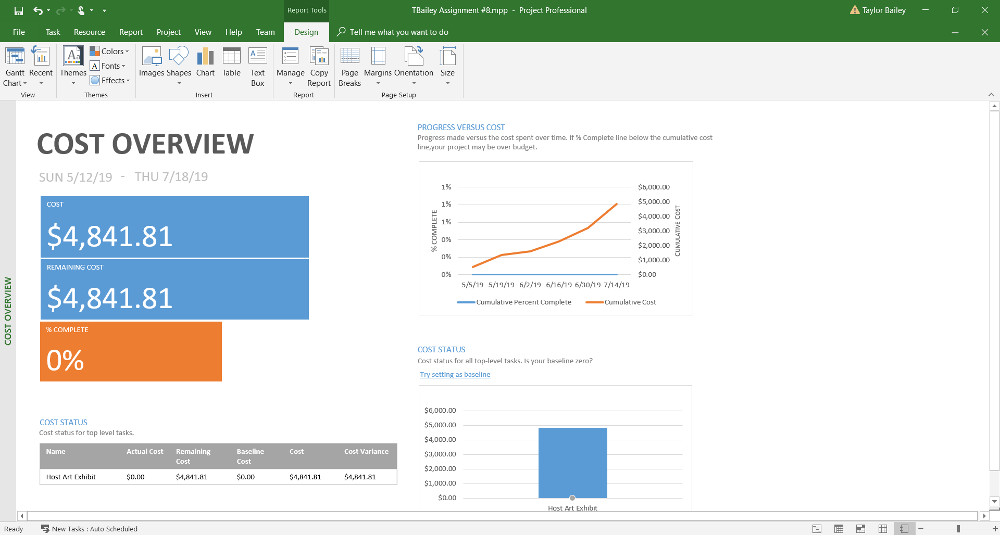 Report Tools
TBailey Assignment #8.mpp - Project Professional
Taylor Bailey
File Task Resource Report Project View Help Team Design Tell me what you want to do
Gantt Chart
Recent
View
Themes
Colors
Fonts
Effects
Themes
Images
Shapes
Chart
Table
Text Box
Insert
Manage
Copy Report
Report
Page Breaks
Margins
Orientation
Size
Page Setup
COST OVERVIEW
COST OVERVIEW
SUN 5/12/19 - THU 7/18/19
COST
$4,841.81
REMAINING COST
$4,841.81
% COMPLETE
0%
COST STATUS
Cost status for top level tasks.
Name Actual Cost Remaining Cost Baseline Cost Cost Cost Variance
Host Art Exhibit $0.00 $4,841.81 $0.00 $4,841.81 $4,841.81
PROGRESS VERSUS COST
Progress made versus the cost spent over time. If % Complete line below the cumulative cost
line,your project may be over budget.
% COMPLETE
1%
1%
1%
0%
0%
0%
$6,000.00
$5,000.00
$4,000.00
$3,000.00
$2,000.00
$1,000.00
$0.00
CUMULATIVE COST
5/5/19 5/19/19 6/2/19 6/16/19 6/30/19 7/14/19
Cumulative Percent Complete Cumulative Cost
COST STATUS
Cost status for all top-level tasks. Is your baseline zero?
Try setting as baseline
$6,000.00
$5,000.00
$4,000.00
$3,000.00
$2,000.00
$1,000.00
$0.00
Host Art Exhibit
Ready New Tasks : Auto Scheduled